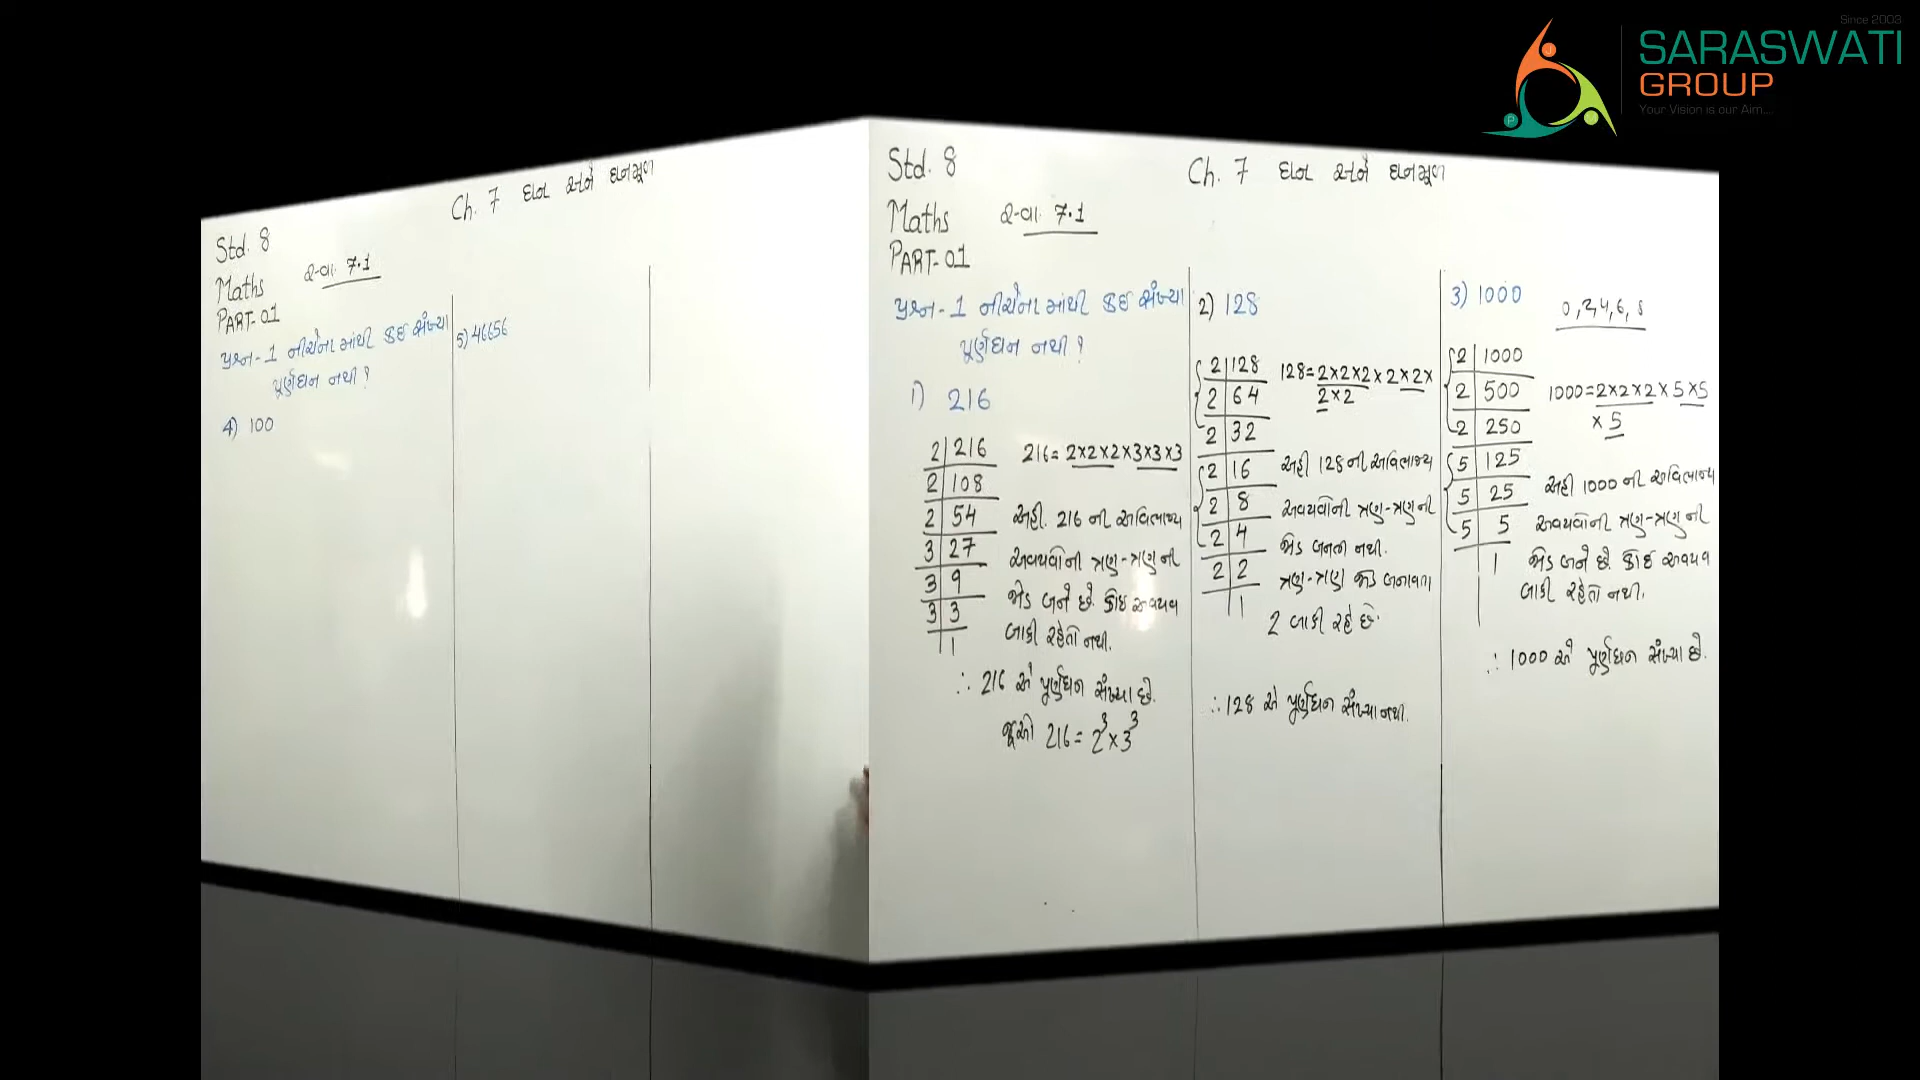 Since 2003
SARASWATI
GROUP
Your Vision is our Aim...
Std. 8
Ch. 7 ઘન અને ઘનમૂળ
Maths
સ્વા. 7.1
PART-01
પ્રશ્ન-1 નીચેના માંથી કઇ સંખ્યા
પૂર્ણઘન નથી?
4) 100
5) 46656
Std. 8
Ch. 7 ઘન અને ઘનમૂળ
Maths
સ્વા. 7.1
PART-01
પ્રશ્ન-1 નીચેના માંથી કઇ સંખ્યા
પૂર્ણઘન નથી?
1) 216
2 | 216
2 | 108
2 | 54
3 | 27
3 | 9
3 | 3
1
216=2×2×2×3×3×3
અહી. 216 ની અવિભાજ્ય
અવયવોની ત્રણ-ત્રણ ની
જોડ બને છે. કોઇ અવયવ
બાકી રહેતો નથી.
∴ 216 એ પૂર્ણઘન સંખ્યા છે.
જૂઓ 216=2³×3³
2) 128
2 | 128
2 | 64
2 | 32
2 | 16
2 | 8
2 | 4
2 | 2
1
128=2×2×2×2×2×
2×2
અહી 128 ની અવિભાજ્ય
અવયવોની ત્રણ-ત્રણ ની
જોડ બનતી નથી.
ત્રણ-ત્રણ જોડ બનાવતા
2 બાકી રહે છે.
∴ 128 એ પૂર્ણઘન સંખ્યા નથી.
3) 1000
0, 2, 4, 6, 8
2 | 1000
2 | 500
2 | 250
5 | 125
5 | 25
5 | 5
1
1000=2×2×2×5×5
×5
અહી 1000 ની અવિભાજ્ય
અવયવોની ત્રણ-ત્રણ ની
જોડ બને છે કોઇ અવયવ
બાકી રહેતો નથી.
∴ 1000 એ પૂર્ણઘન સંખ્યા છે.